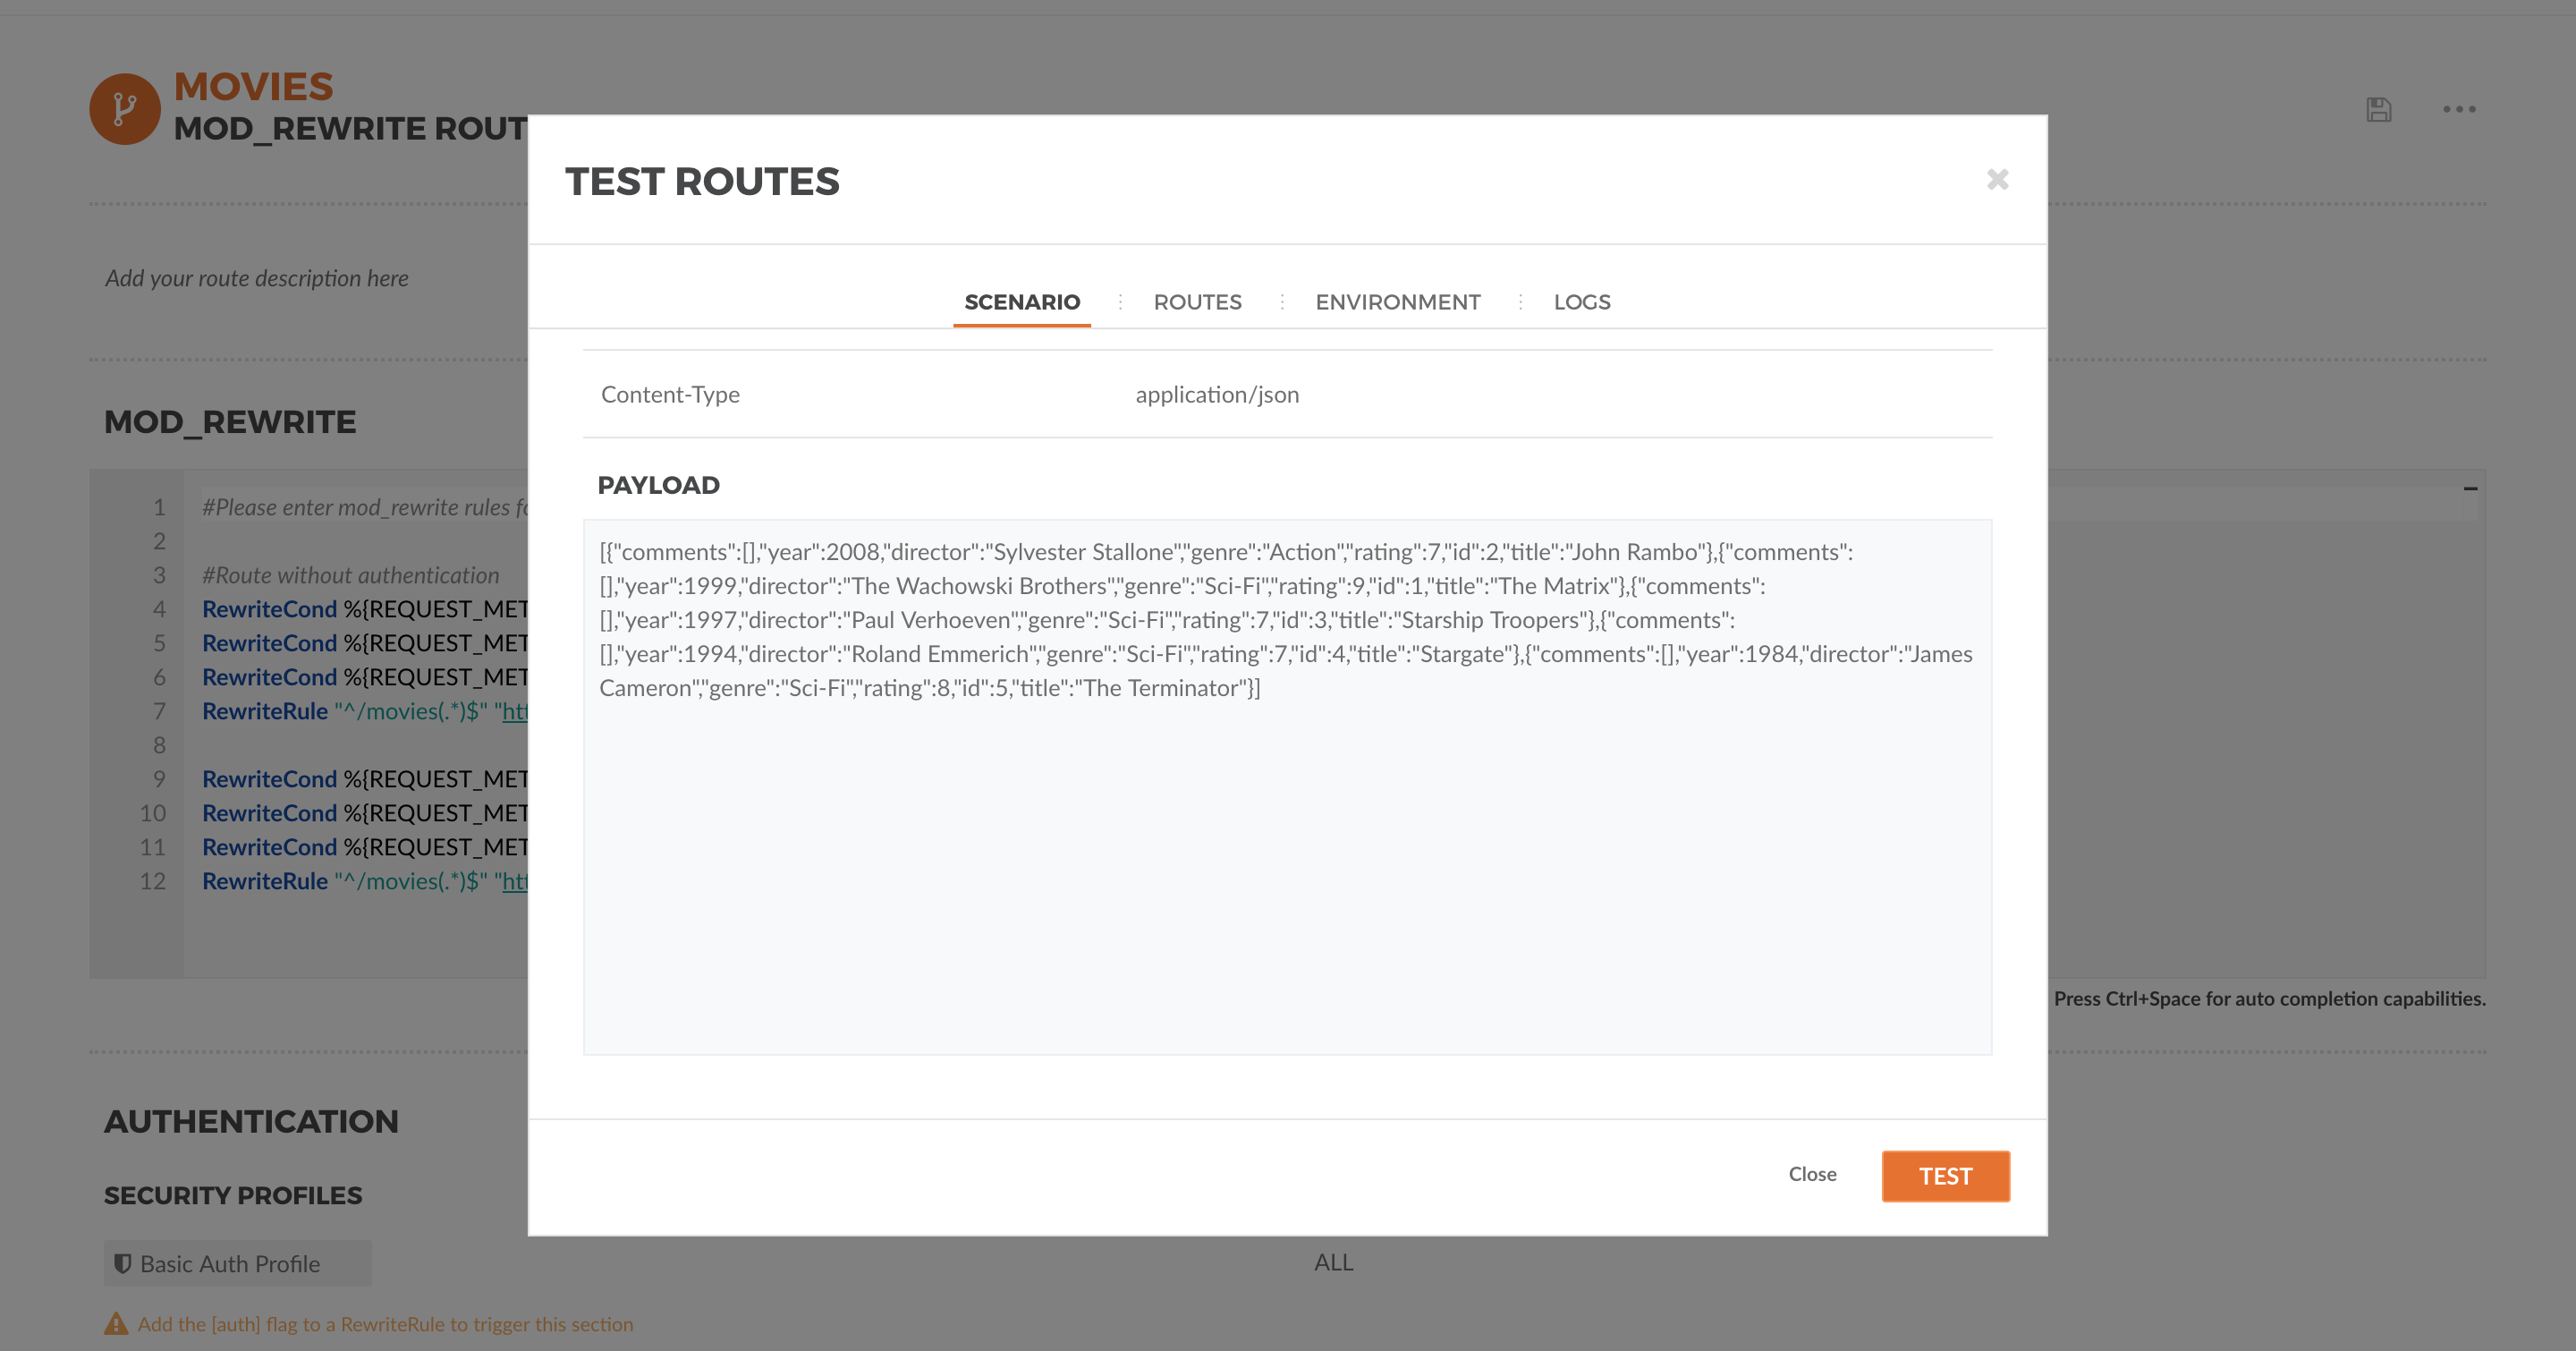 MOVIES
MOD_REWRITE ROUT
Add your route description here
MOD_REWRITE
1 #Please enter mod_rewrite rules fo
2
3 #Route without authentication
4 RewriteCond %{REQUEST_MET
5 RewriteCond %{REQUEST_MET
6 RewriteCond %{REQUEST_MET
7 RewriteRule "^/movies(.*)$" "htt
8
9 RewriteCond %{REQUEST_MET
10 RewriteCond %{REQUEST_MET
11 RewriteCond %{REQUEST_MET
12 RewriteRule "^/movies(.*)$" "htt
Press Ctrl+Space for auto completion capabilities.
AUTHENTICATION
SECURITY PROFILES
Basic Auth Profile
ALL
Add the [auth] flag to a RewriteRule to trigger this section
TEST ROUTES
SCENARIO
ROUTES
ENVIRONMENT
LOGS
Content-Type application/json
PAYLOAD
[{"comments":[],"year":2008,"director":"Sylvester Stallone","genre":"Action","rating":7,"id":2,"title":"John Rambo"},{"comments":
[],"year":1999,"director":"The Wachowski Brothers","genre":"Sci-Fi","rating":9,"id":1,"title":"The Matrix"},{"comments":
[],"year":1997,"director":"Paul Verhoeven","genre":"Sci-Fi","rating":7,"id":3,"title":"Starship Troopers"},{"comments":
[],"year":1994,"director":"Roland Emmerich","genre":"Sci-Fi","rating":7,"id":4,"title":"Stargate"},{"comments":[],"year":1984,"director":"James
Cameron","genre":"Sci-Fi","rating":8,"id":5,"title":"The Terminator"}]
Close
TEST